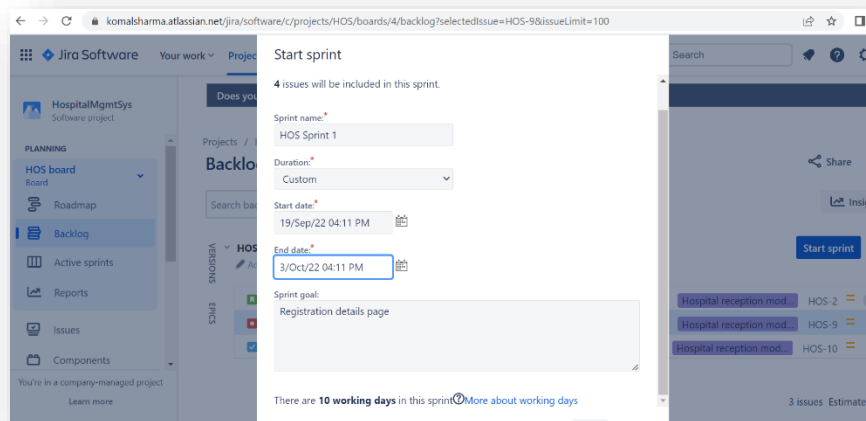 komalsharma.atlassian.net/jira/software/c/projects/HOS/boards/4/backlog?selectedIssue=HOS-9&issueLimit=100
Jira Software
Your work
Projec
Search
Start sprint
4 issues will be included in this sprint.
Does you
HospitalMgmtSys
Software project
Sprint name:*
HOS Sprint 1
PLANNING
Projects /
HOS board
Board
Backlo
Duration:*
Custom
Share
Roadmap
Search bac
Start date:*
19/Sep/22 04:11 PM
Insi
Backlog
VERSIONS
HOS
End date:*
3/Oct/22 04:11 PM
Start sprint
Active sprints
Reports
EPICS
Sprint goal:
Registration details page
Hospital reception mod... HOS-2
Hospital reception mod... HOS-9
Hospital reception mod... HOS-10
Issues
Components
You're in a company-managed project
Learn more
There are 10 working days in this sprint?More about working days
3 issues Estimate